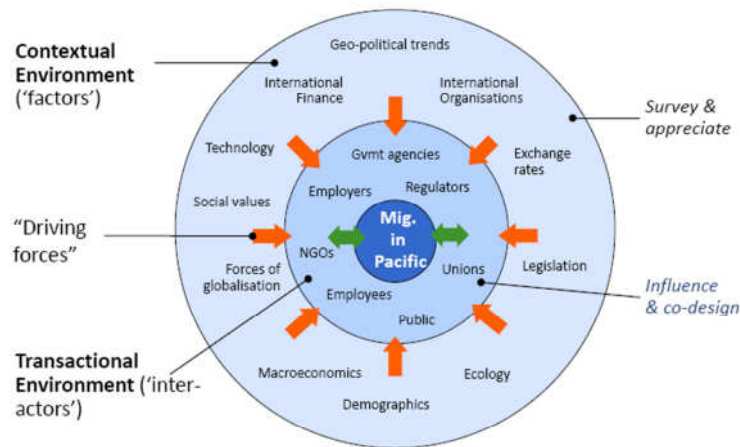 Contextual
Environment
(‘factors’)
Geo-political trends
International
Finance
International
Organisations
Survey &
appreciate
Technology
Gvmt agencies
Exchange
rates
Employers
Regulators
Social values
Mig.
in
Pacific
“Driving
forces”
NGOs
Unions
Forces of
globalisation
Legislation
Employees
Influence
& co-design
Public
Transactional
Environment (‘inter-
actors’)
Macroeconomics
Ecology
Demographics